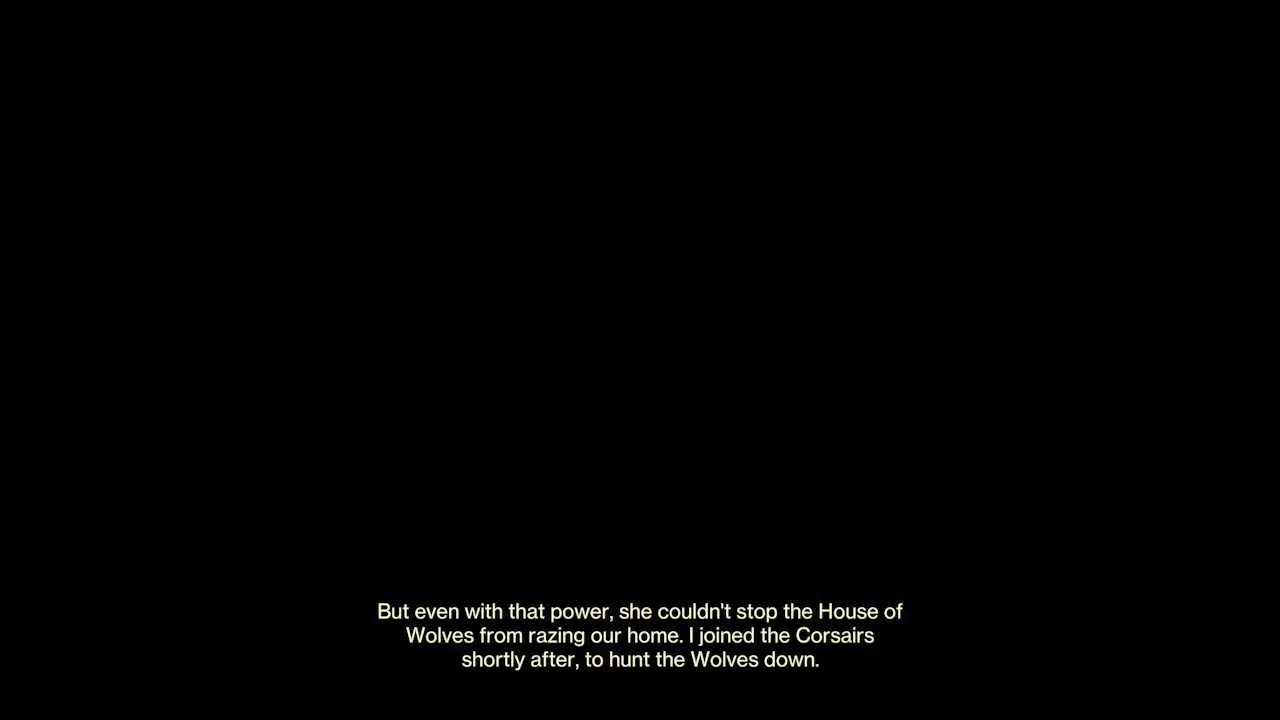 But even with that power, she couldn't stop the House of
Wolves from razing our home. I joined the Corsairs
shortly after, to hunt the Wolves down.